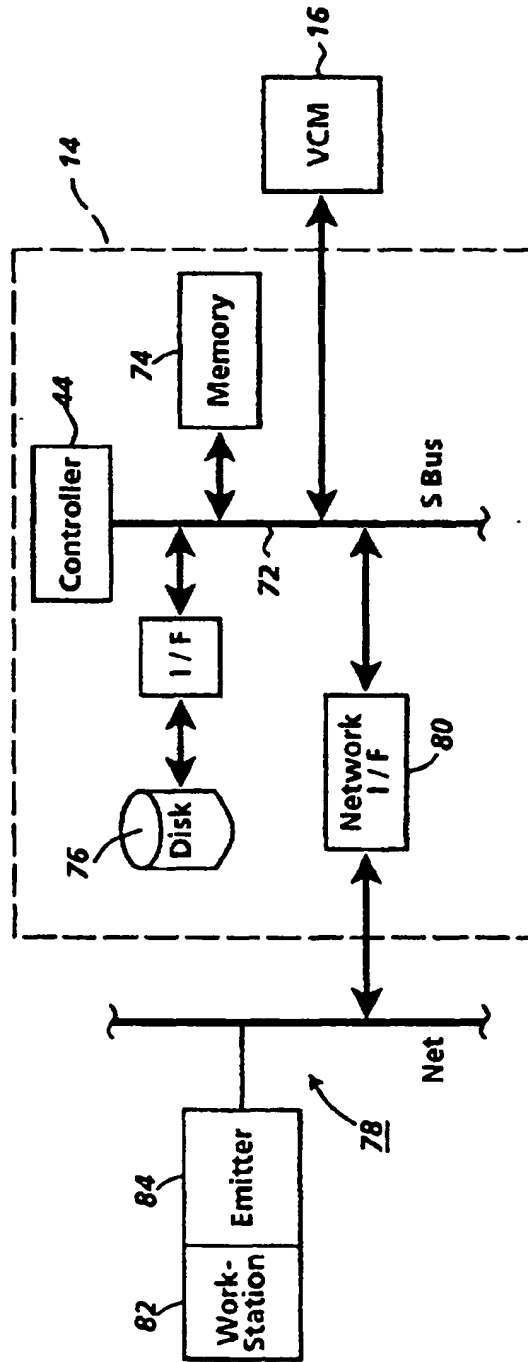 14
Controller
44
74
Memory
VCM
16
I / F
76
Disk
72
S Bus
Network
I / F
80
Net
78
82
84
Work-
Station
Emitter